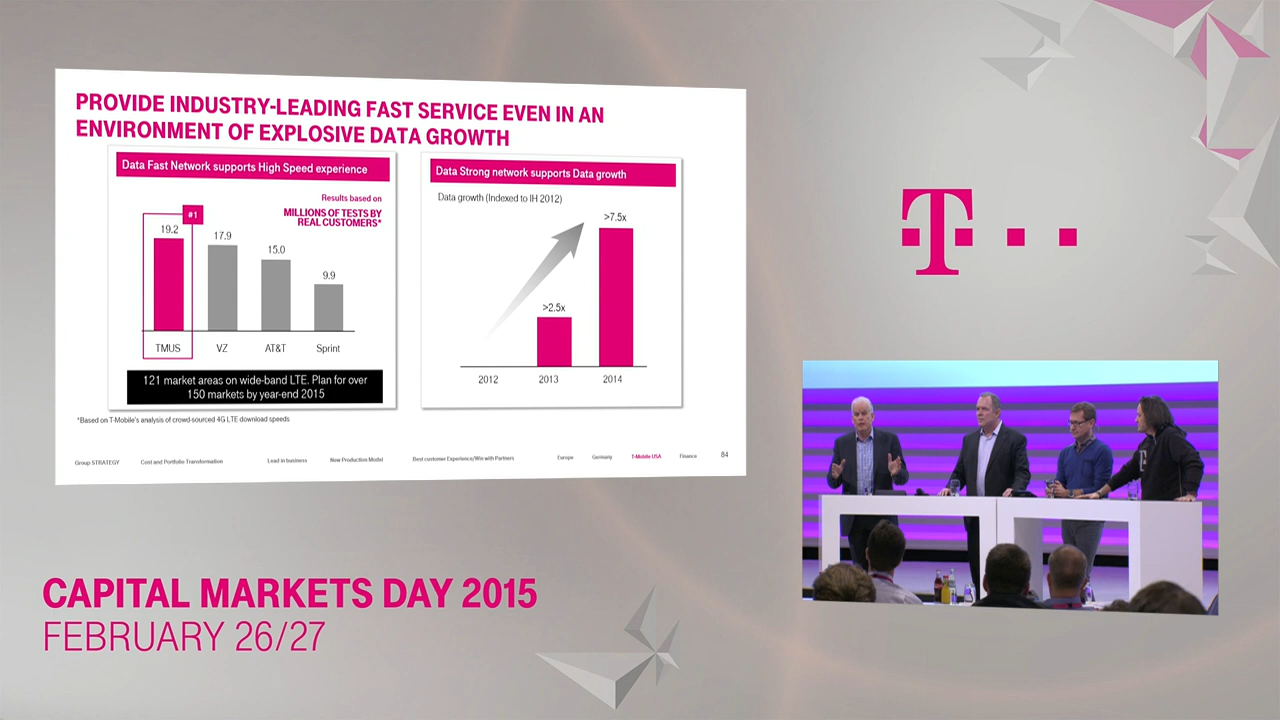 PROVIDE INDUSTRY-LEADING FAST SERVICE EVEN IN AN
ENVIRONMENT OF EXPLOSIVE DATA GROWTH
Data Fast Network supports High Speed experience
Results based on
MILLIONS OF TESTS BY
REAL CUSTOMERS*
#1
19.2
17.9
15.0
9.9
TMUS VZ AT&T Sprint
121 market areas on wide-band LTE. Plan for over
150 markets by year-end 2015
Data Strong network supports Data growth
Data growth (Indexed to IH 2012)
>7.5x
>2.5x
2012 2013 2014
*Based on T-Mobile's analysis of crowd-sourced 4G LTE download speeds
Group STRATEGY Cost and Portfolio Transformation Lead in business New Production Model Best customer Experience/Win with Partners Europe Germany T-Mobile USA Finance 84
T
CAPITAL MARKETS DAY 2015
FEBRUARY 26/27